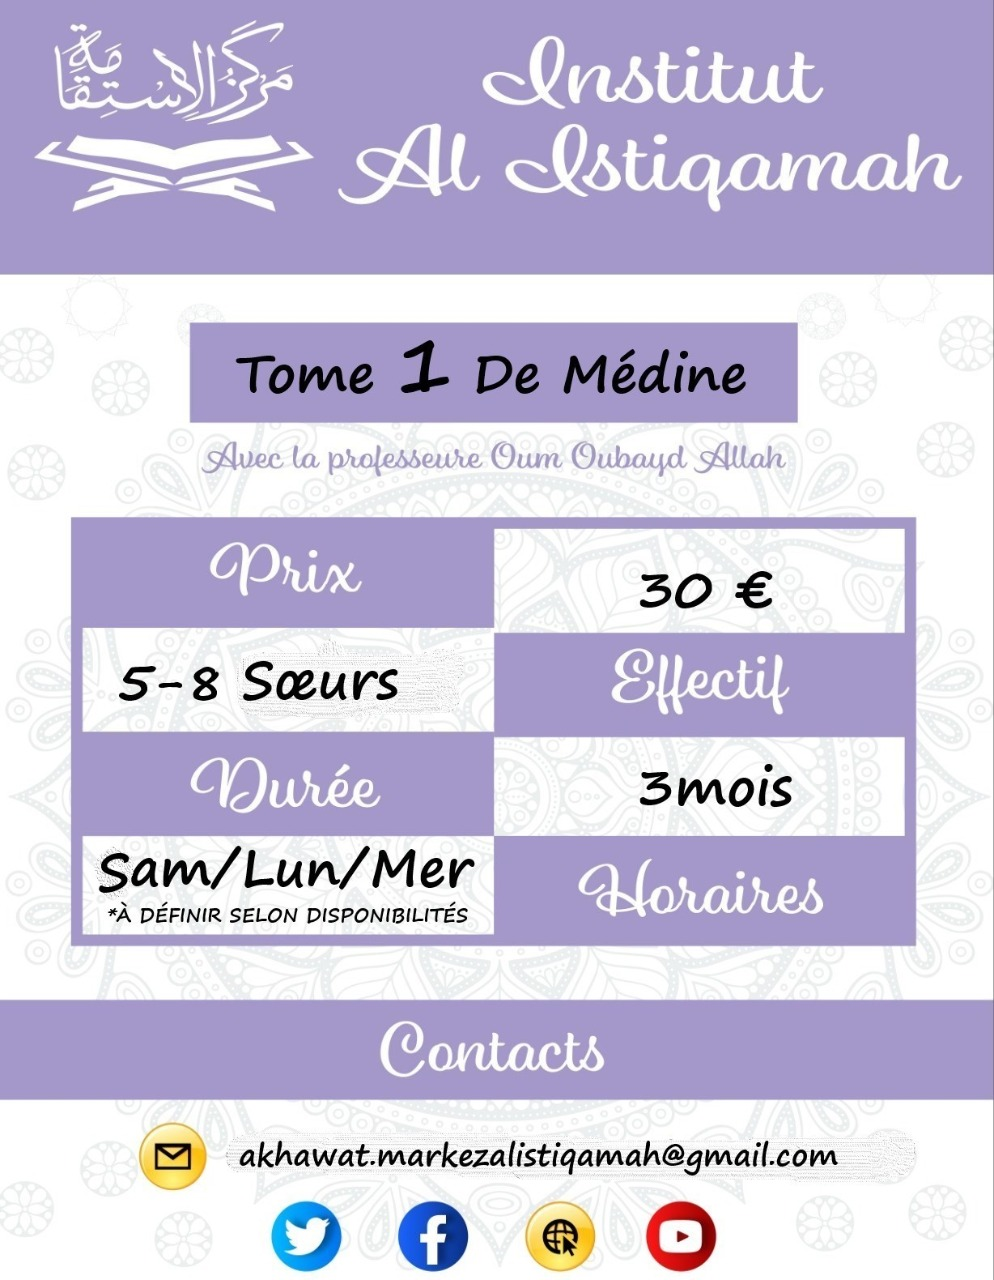 مركز الاستقامة
Institut
Al Istiqamah
Tome 1 De Médine
Avec la professeure Oum Oubayd Allah
Prix
30 €
5-8 Sœurs
Effectif
Durée
3mois
Sam/Lun/Mer
*À DÉFINIR SELON DISPONIBILITÉS
Horaires
Contacts
akhawat.markezalistiqamah@gmail.com